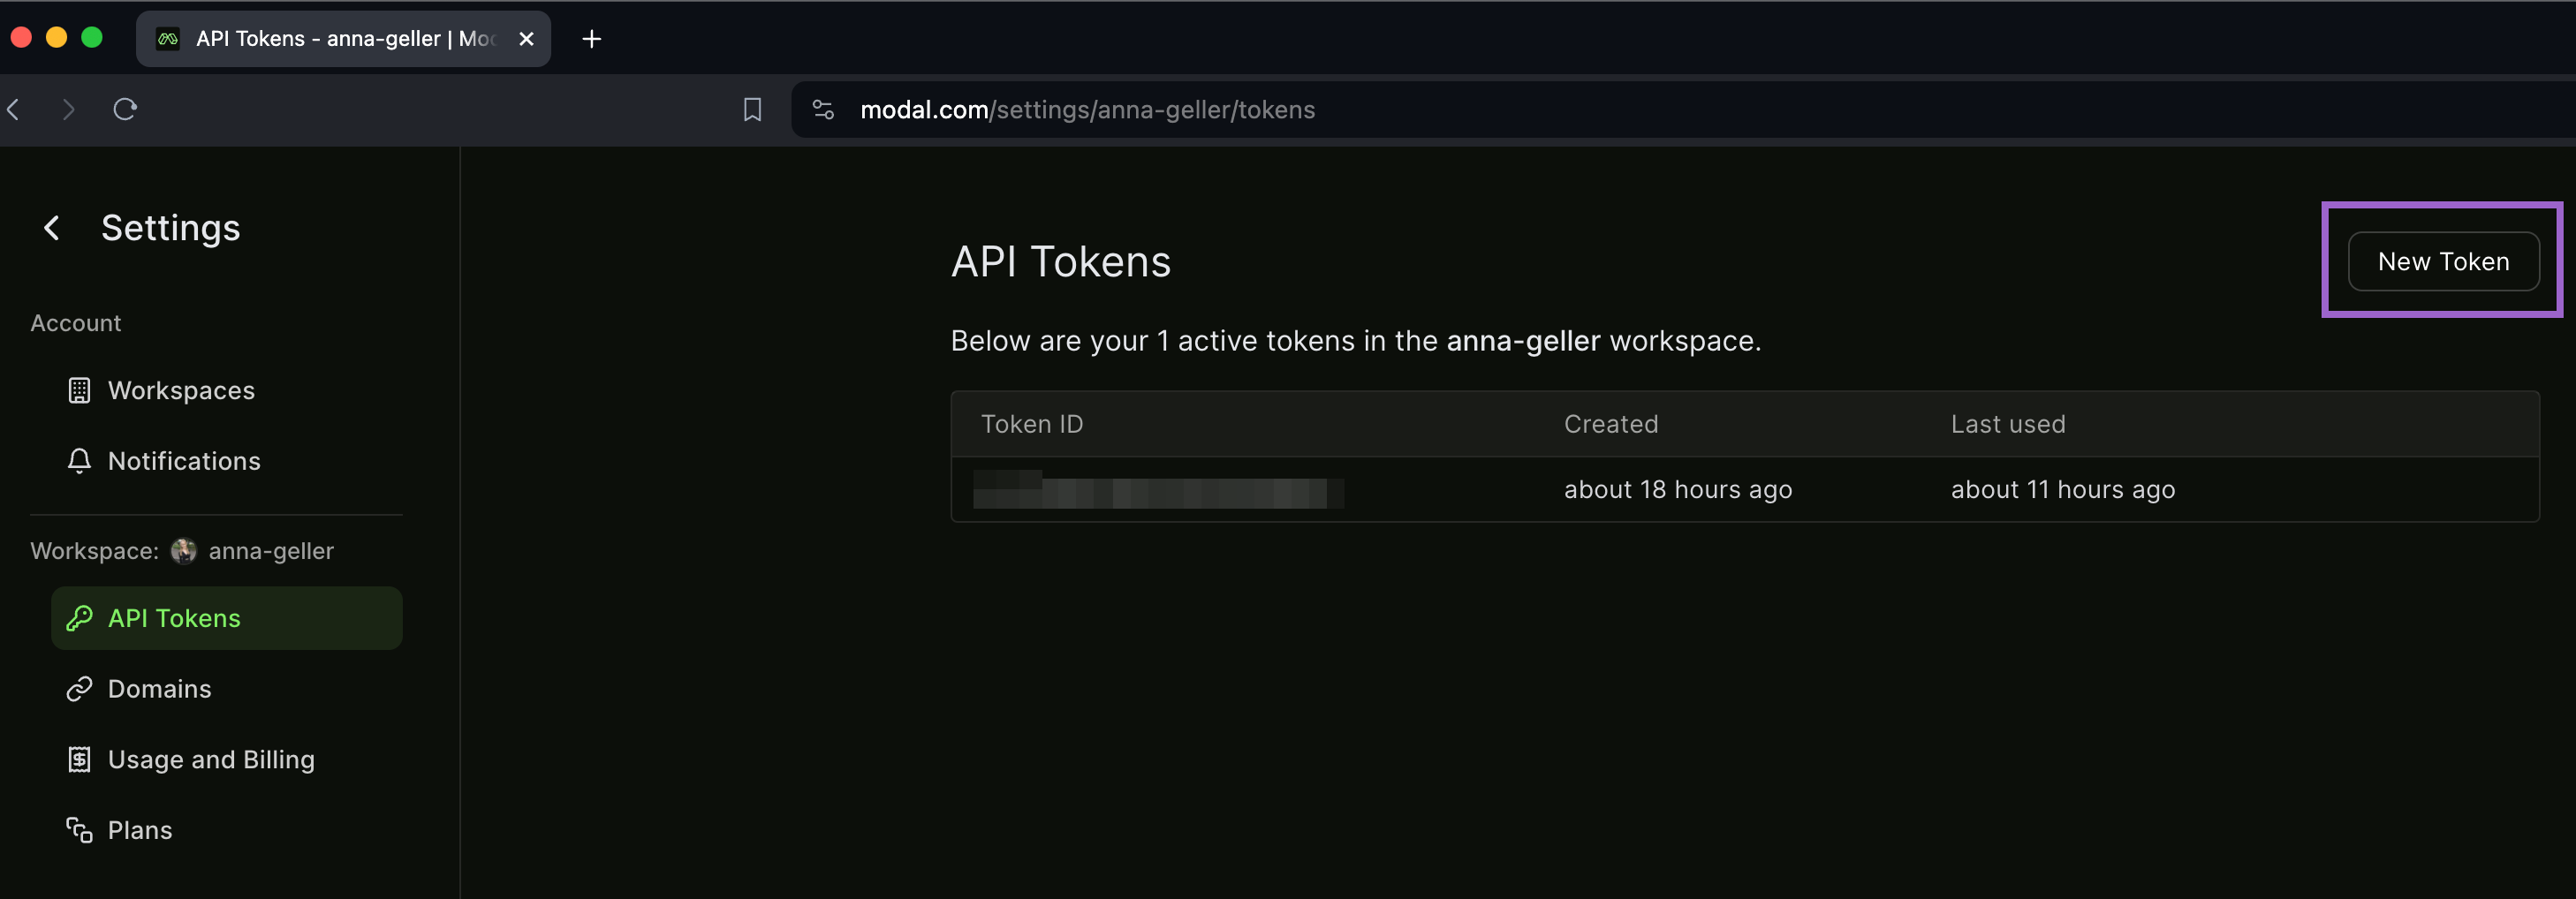 API Tokens - anna-geller | Mod
modal.com/settings/anna-geller/tokens
Settings
Account
Workspaces
Notifications
Workspace: anna-geller
API Tokens
Domains
Usage and Billing
Plans
API Tokens
New Token
Below are your 1 active tokens in the anna-geller workspace.
Token ID Created Last used
about 18 hours ago about 11 hours ago